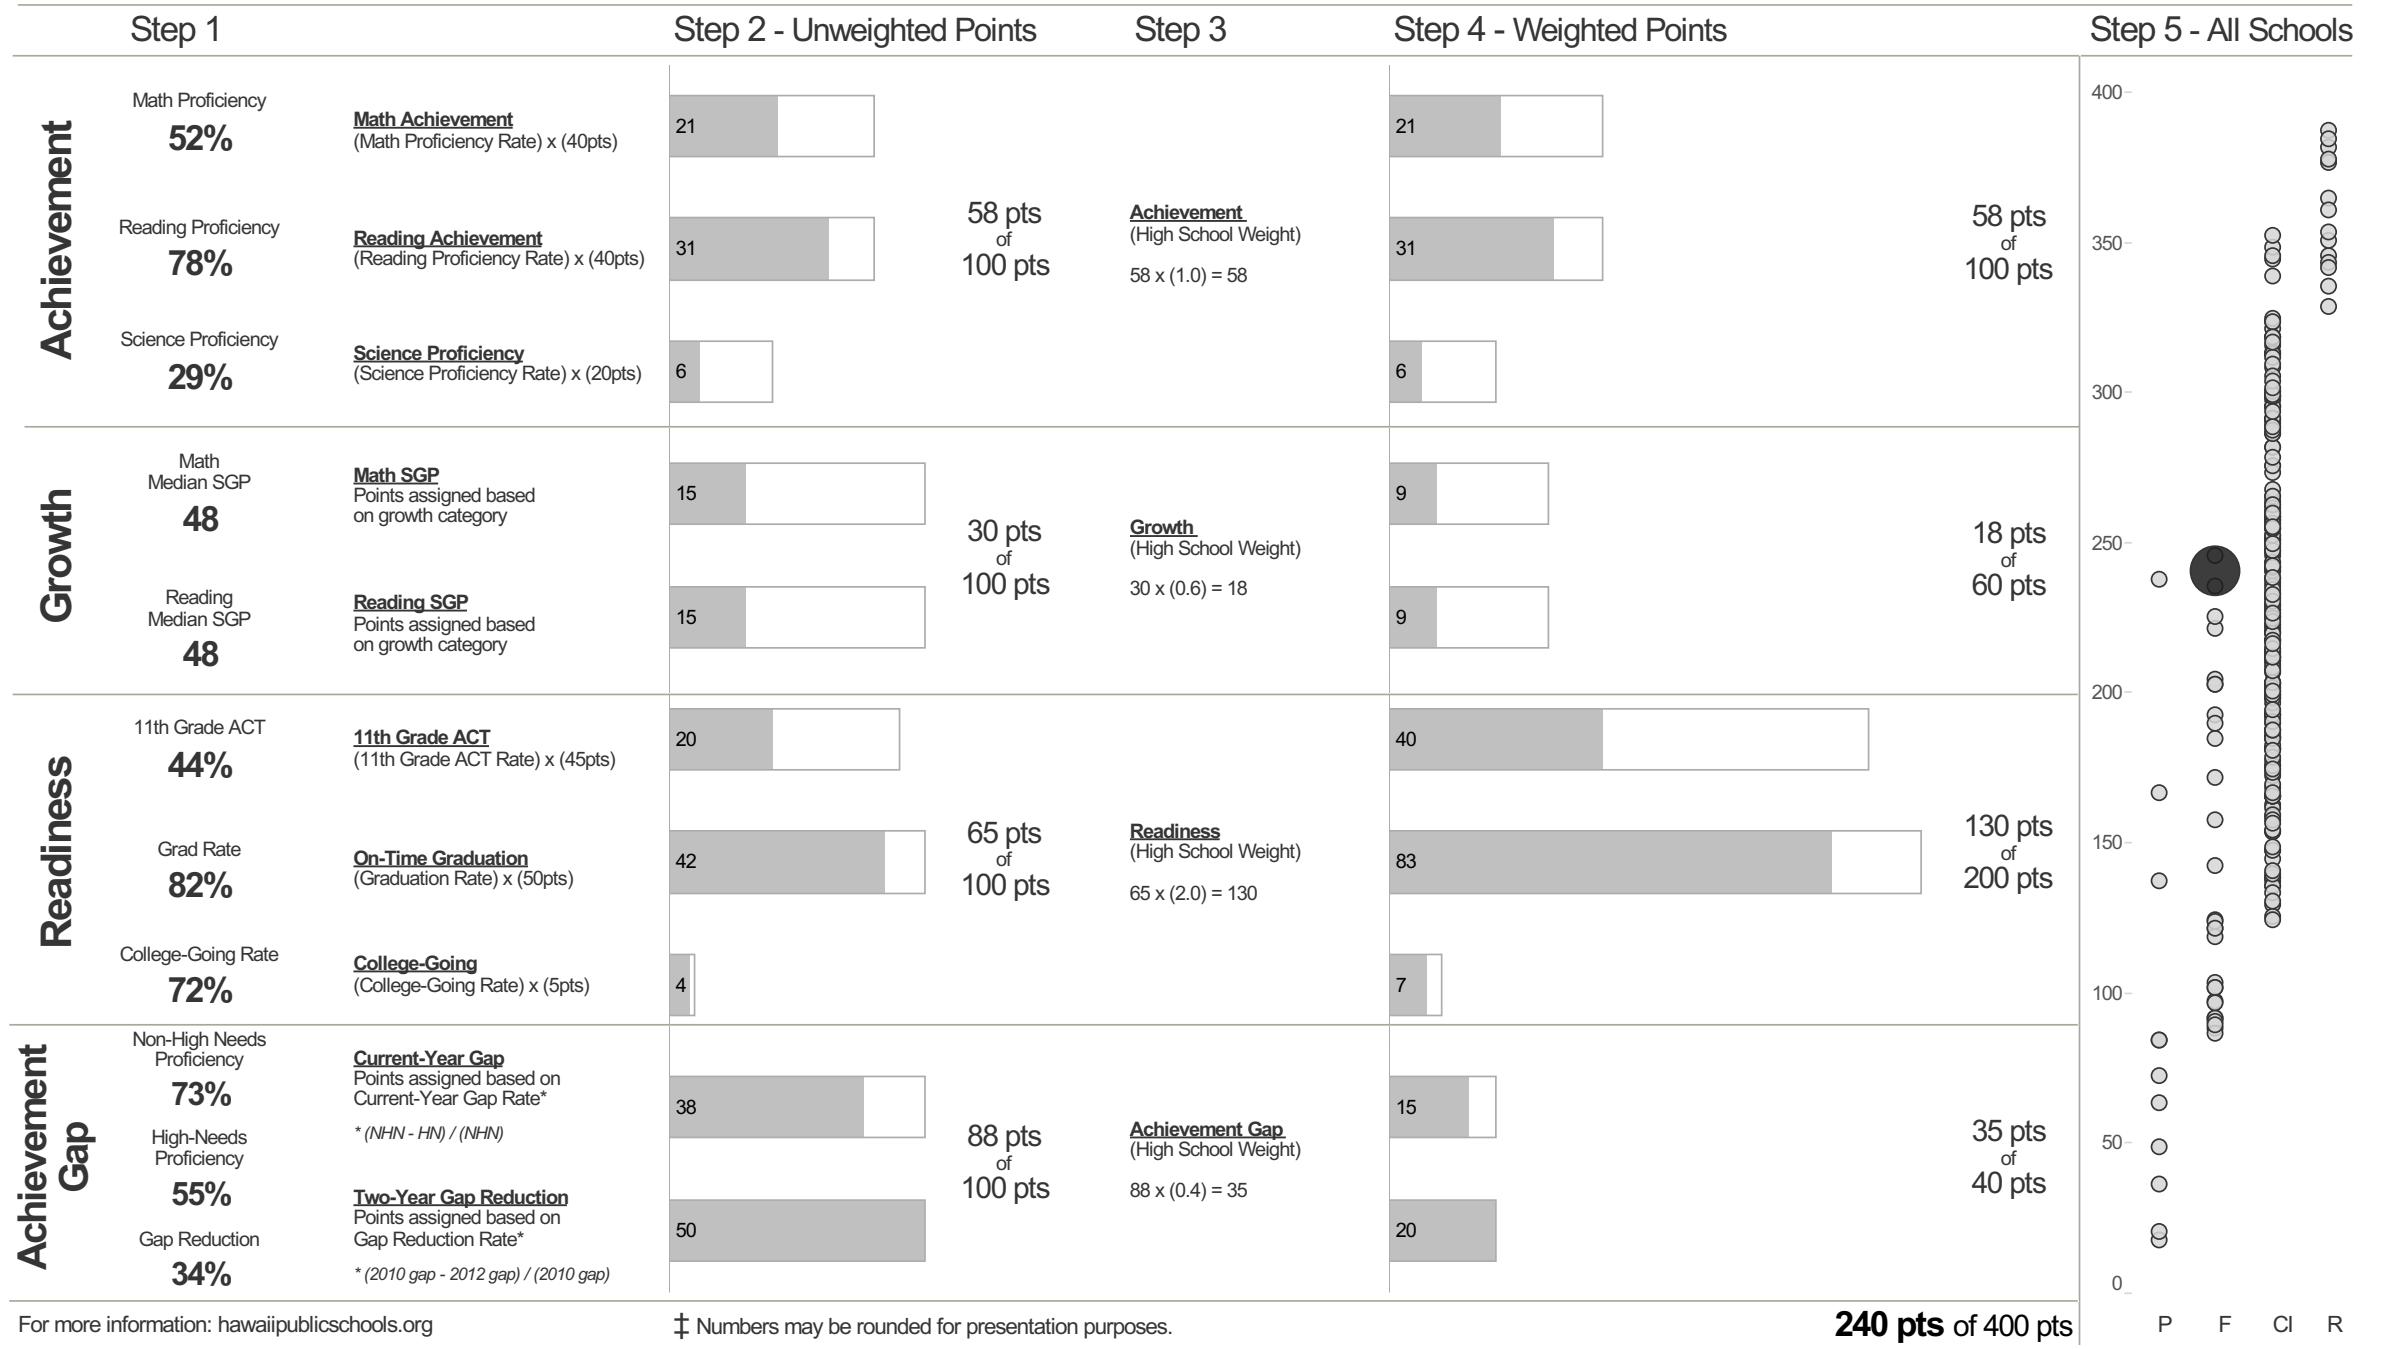 Step 1
Step 2 - Unweighted Points
Step 3
Step 4 - Weighted Points
Step 5 - All Schools
Achievement
Math Proficiency
52%
Math Achievement
(Math Proficiency Rate) x (40pts)
21
21
Reading Proficiency
78%
Reading Achievement
(Reading Proficiency Rate) x (40pts)
31
58 pts
of
100 pts
Achievement
(High School Weight)
58 x (1.0) = 58
31
58 pts
of
100 pts
Science Proficiency
29%
Science Proficiency
(Science Proficiency Rate) x (20pts)
6
6
Growth
Math
Median SGP
48
Math SGP
Points assigned based
on growth category
15
30 pts
of
100 pts
Growth
(High School Weight)
30 x (0.6) = 18
9
18 pts
of
60 pts
Reading
Median SGP
48
Reading SGP
Points assigned based
on growth category
15
9
Readiness
11th Grade ACT
44%
11th Grade ACT
(11th Grade ACT Rate) x (45pts)
20
40
Grad Rate
82%
On-Time Graduation
(Graduation Rate) x (50pts)
42
65 pts
of
100 pts
Readiness
(High School Weight)
65 x (2.0) = 130
83
130 pts
of
200 pts
College-Going Rate
72%
College-Going
(College-Going Rate) x (5pts)
4
7
Achievement
Gap
Non-High Needs
Proficiency
73%
High-Needs
Proficiency
55%
Gap Reduction
34%
Current-Year Gap
Points assigned based on
Current-Year Gap Rate*
* (NHN - HN) / (NHN)
Two-Year Gap Reduction
Points assigned based on
Gap Reduction Rate*
* (2010 gap - 2012 gap) / (2010 gap)
38
50
88 pts
of
100 pts
Achievement Gap
(High School Weight)
88 x (0.4) = 35
15
20
35 pts
of
40 pts
400
350
300
250
200
150
100
50
0
P F CI R
For more information: hawaiipublicschools.org
‡ Numbers may be rounded for presentation purposes.
240 pts of 400 pts